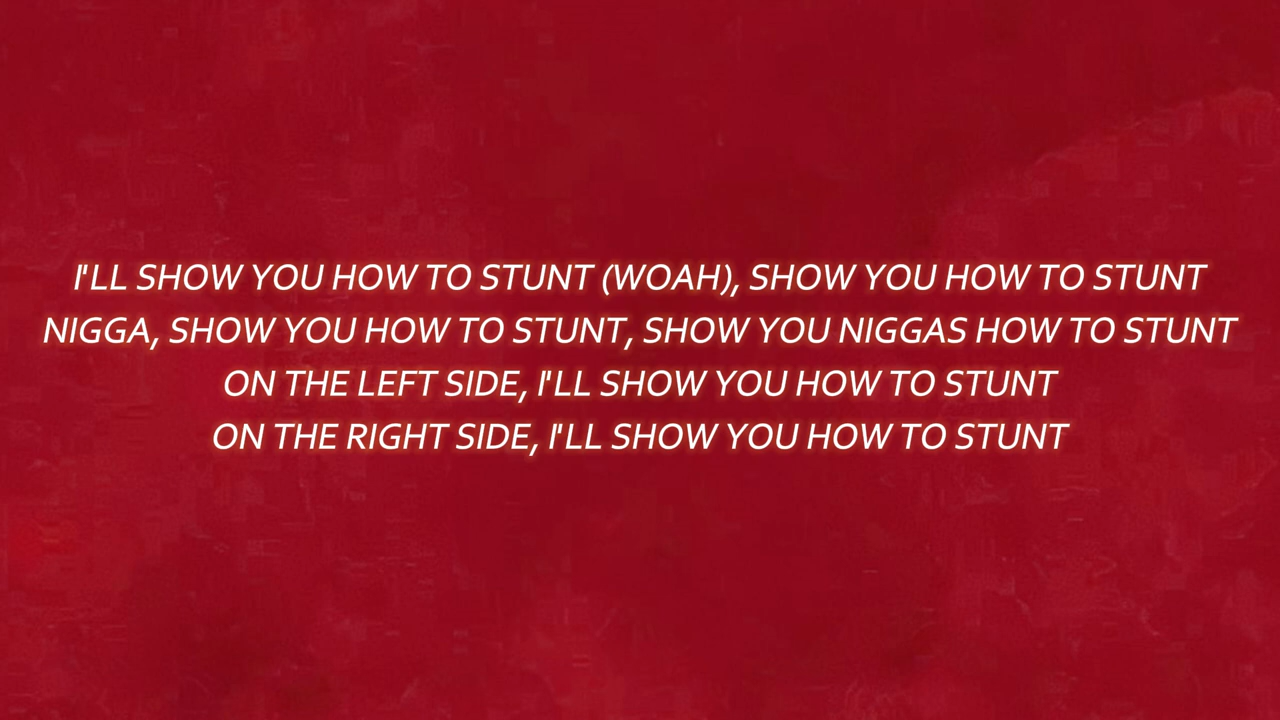 I'LL SHOW YOU HOW TO STUNT (WOAH), SHOW YOU HOW TO STUNT
NIGGA, SHOW YOU HOW TO STUNT, SHOW YOU NIGGAS HOW TO STUNT
ON THE LEFT SIDE, I'LL SHOW YOU HOW TO STUNT
ON THE RIGHT SIDE, I'LL SHOW YOU HOW TO STUNT